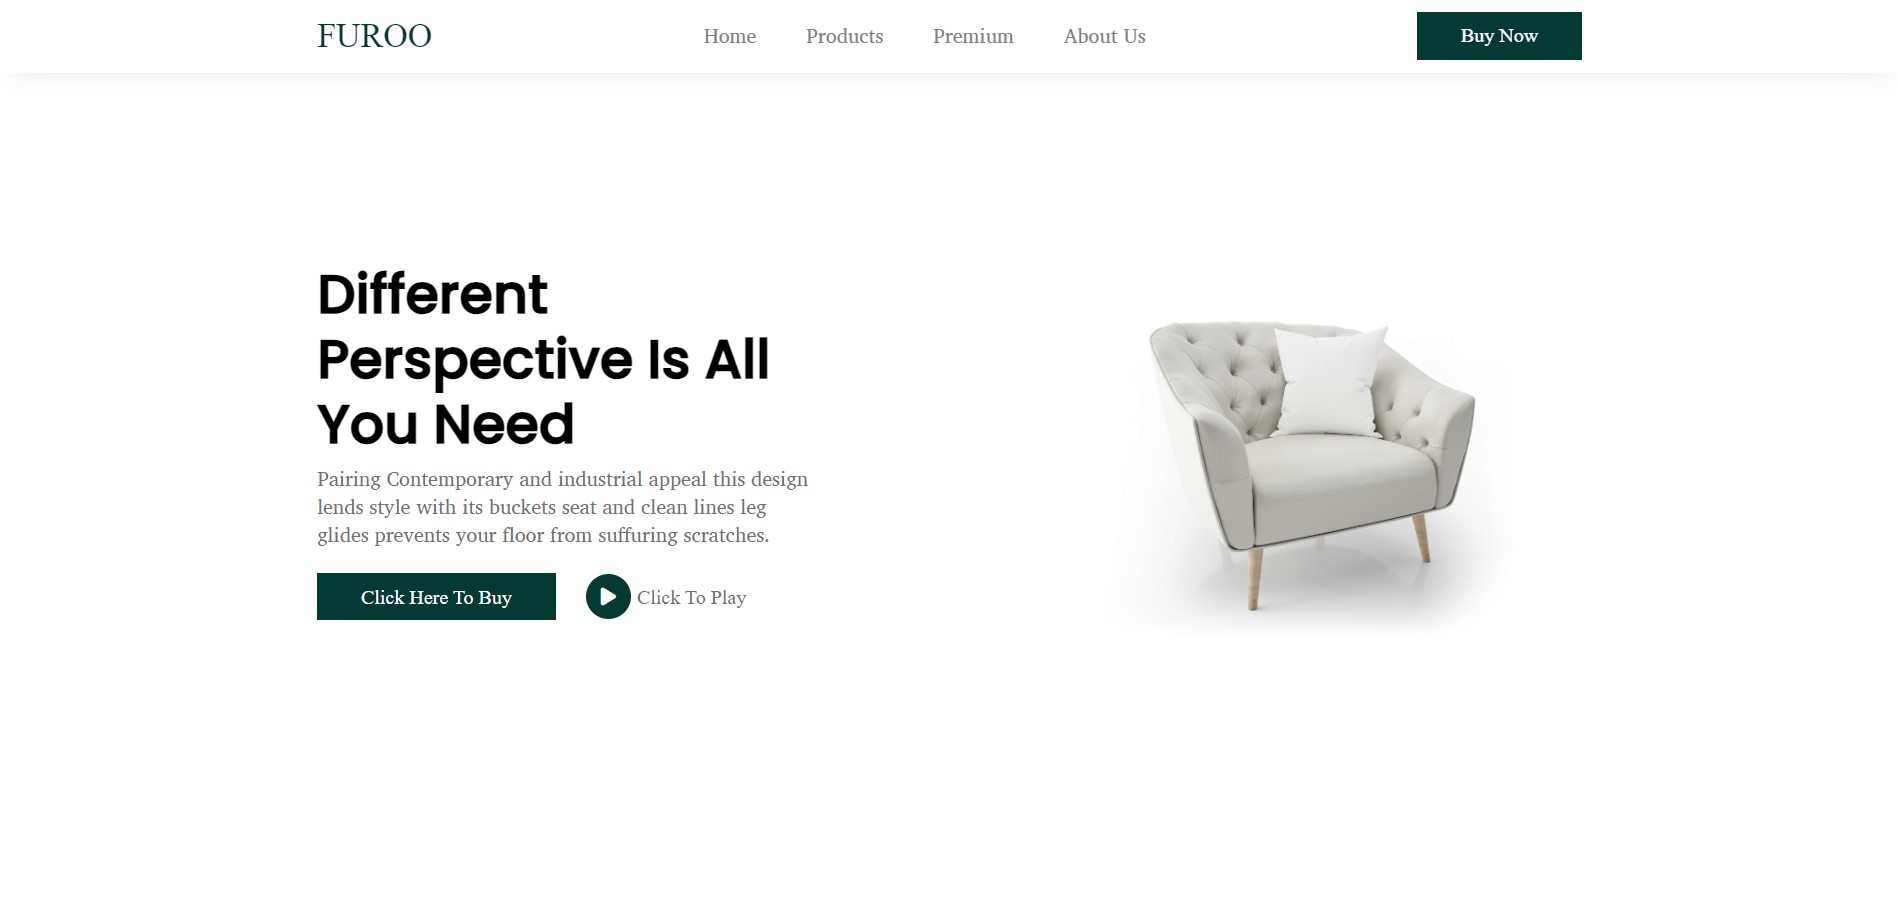 FUROO
Home Products Premium About Us
Buy Now
Different
Perspective Is All
You Need
Pairing Contemporary and industrial appeal this design
lends style with its buckets seat and clean lines leg
glides prevents your floor from suffuring scratches.
Click Here To Buy
Click To Play